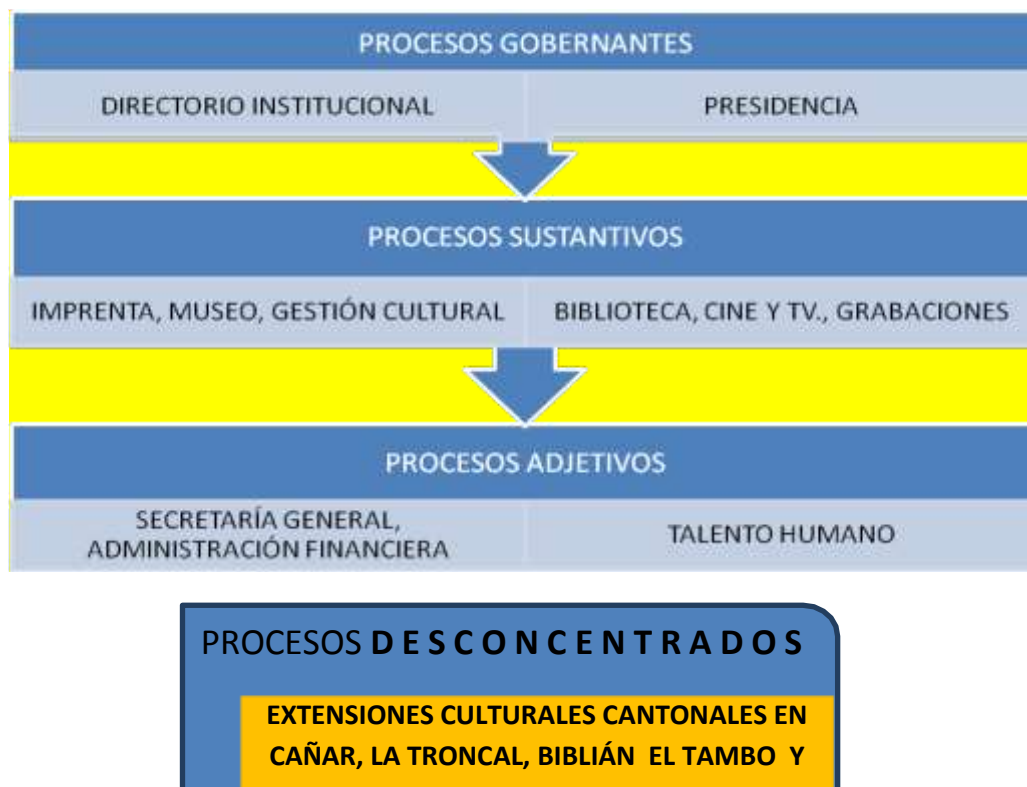 PROCESOS GOBERNANTES
DIRECTORIO INSTITUCIONAL
PRESIDENCIA
PROCESOS SUSTANTIVOS
IMPRENTA, MUSEO, GESTIÓN CULTURAL
BIBLIOTECA, CINE Y TV., GRABACIONES
PROCESOS ADJETIVOS
SECRETARÍA GENERAL,
ADMINISTRACIÓN FINANCIERA
TALENTO HUMANO
PROCESOS D E S C O N C E N T R A D O S
EXTENSIONES CULTURALES CANTONALES EN
CAÑAR, LA TRONCAL, BIBLIÁN EL TAMBO Y